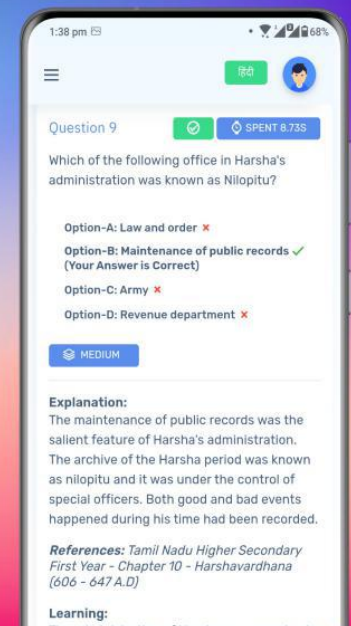 1:38 pm
68%
हिंदी
Question 9
SPENT 8.73S
Which of the following office in Harsha's
administration was known as Nilopitu?
Option-A: Law and order ×
Option-B: Maintenance of public records ✓
(Your Answer is Correct)
Option-C: Army ×
Option-D: Revenue department ×
MEDIUM
Explanation:
The maintenance of public records was the
salient feature of Harsha's administration.
The archive of the Harsha period was known
as nilopitu and it was under the control of
special officers. Both good and bad events
happened during his time had been recorded.
References: Tamil Nadu Higher Secondary
First Year - Chapter 10 - Harshavardhana
(606 - 647 A.D)
Learning: